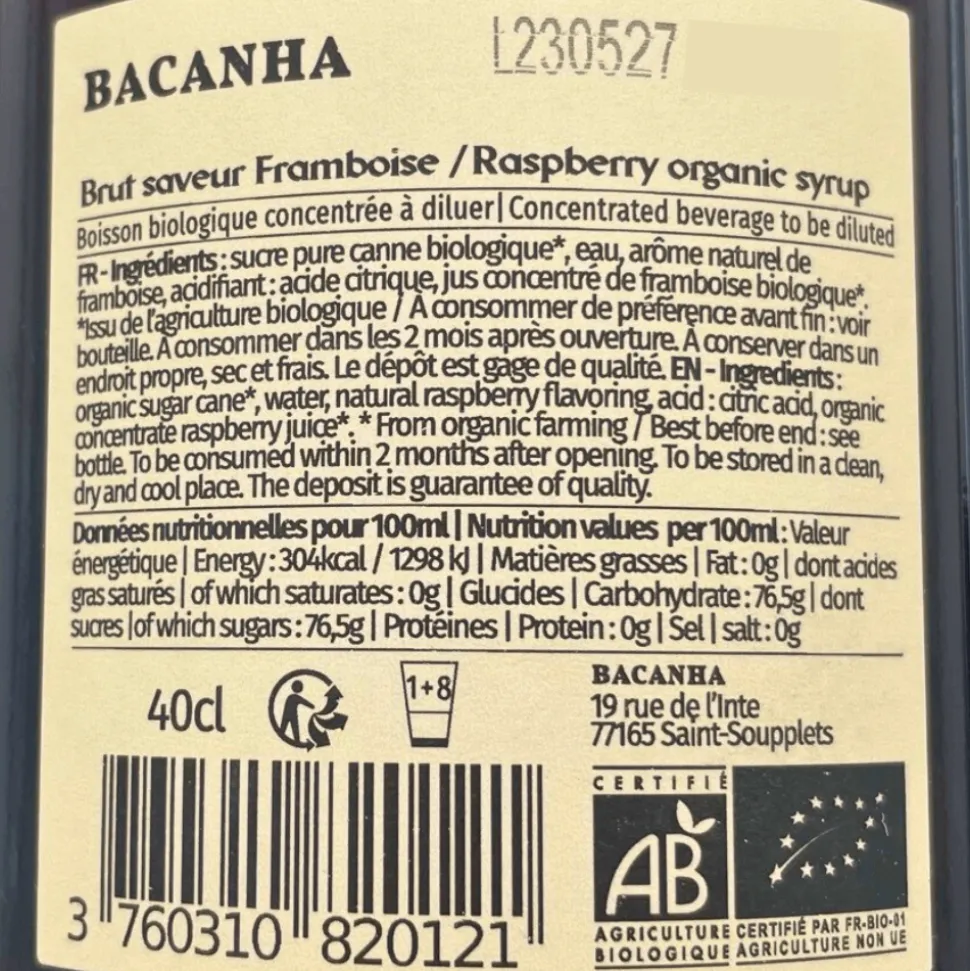 BACANHA
L230527
Brut saveur Framboise / Raspberry organic syrup
Boisson biologique concentrée à diluer | Concentrated beverage to be diluted
FR - Ingrédients : sucre pure canne biologique*, eau, arôme naturel de
framboise, acidifiant : acide citrique, jus concentré de framboise biologique*.
*Issu de l'agriculture biologique / À consommer de préférence avant fin : voir
bouteille. À consommer dans les 2 mois après ouverture. À conserver dans un
endroit propre, sec et frais. Le dépôt est gage de qualité. EN - Ingredients :
organic sugar cane*, water, natural raspberry flavoring, acid : citric acid, organic
concentrate raspberry juice*. * From organic farming / Best before end : see
bottle. To be consumed within 2 months after opening. To be stored in a clean,
dry and cool place. The deposit is guarantee of quality.
Données nutritionnelles pour 100ml | Nutrition values per 100ml : Valeur
énergétique | Energy : 304kcal / 1298 kJ | Matières grasses | Fat : 0g | dont acides
gras saturés | of which saturates : 0g | Glucides | Carbohydrate : 76,5g | dont
sucres | of which sugars : 76,5g | Protéines | Protein : 0g | Sel | salt : 0g
40cl
1+8
BACANHA
19 rue de l'Inte
77165 Saint-Soupplets
CERTIFIÉ
AB
AGRICULTURE
BIOLOGIQUE
CERTIFIÉ PAR FR-BIO-01
AGRICULTURE NON UE
3 760310 820121